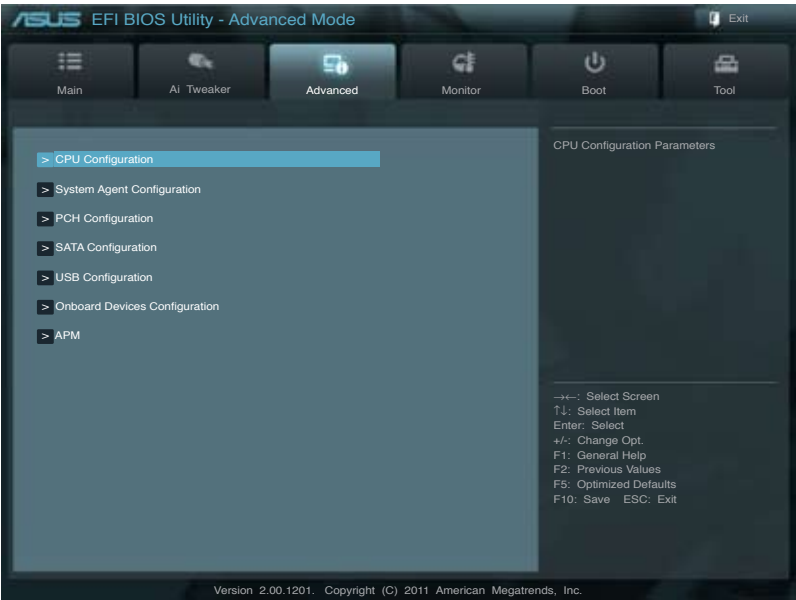 ASUS EFI BIOS Utility - Advanced Mode
Exit
Main
Ai Tweaker
Advanced
Monitor
Boot
Tool
> CPU Configuration
> System Agent Configuration
> PCH Configuration
> SATA Configuration
> USB Configuration
> Onboard Devices Configuration
> APM
CPU Configuration Parameters
→←: Select Screen
↑↓: Select Item
Enter: Select
+/-: Change Opt.
F1: General Help
F2: Previous Values
F5: Optimized Defaults
F10: Save ESC: Exit
Version 2.00.1201. Copyright (C) 2011 American Megatrends, Inc.